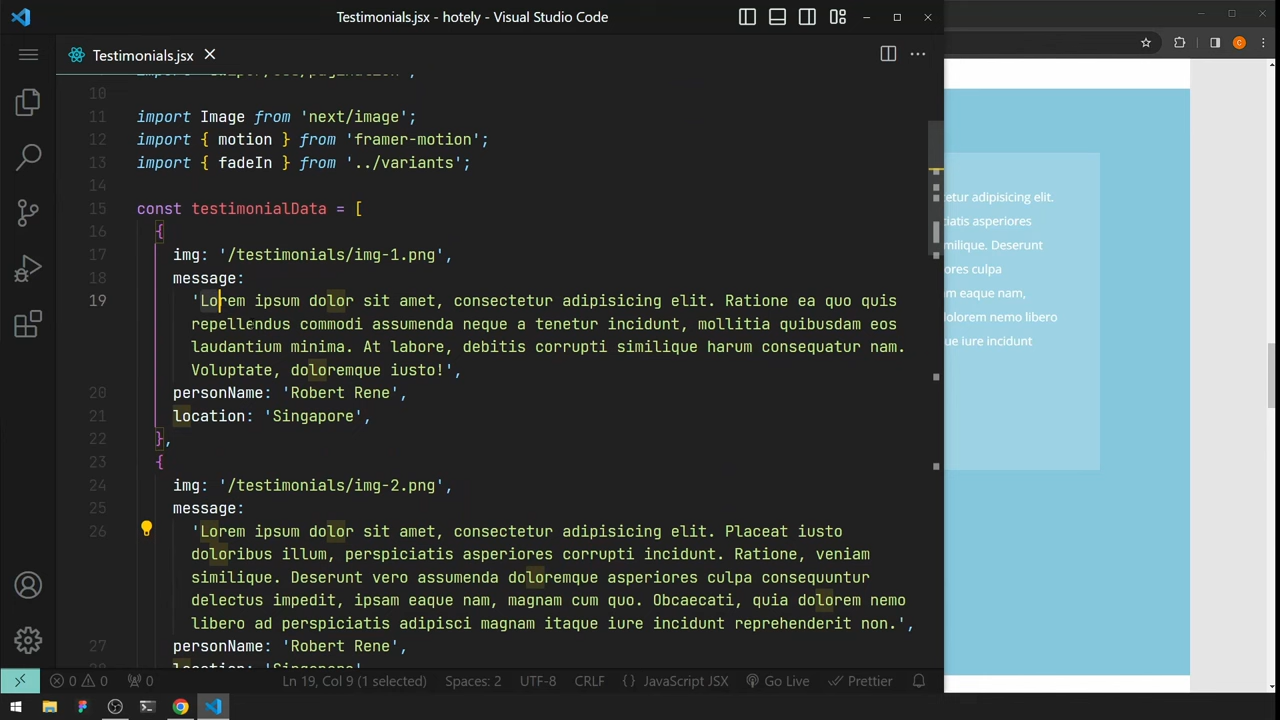 Testimonials.jsx - hotely - Visual Studio Code
Testimonials.jsx
10
11 import Image from 'next/image';
12 import { motion } from 'framer-motion';
13 import { fadeIn } from '../variants';
14
15 const testimonialData = [
16 {
17 img: '/testimonials/img-1.png',
18 message:
19 'Lorem ipsum dolor sit amet, consectetur adipisicing elit. Ratione ea quo quis
repellendus commodi assumenda neque a tenetur incidunt, mollitia quibusdam eos
laudantium minima. At labore, debitis corrupti similique harum consequatur nam.
Voluptate, doloremque iusto!',
20 personName: 'Robert Rene',
21 location: 'Singapore',
22 },
23 {
24 img: '/testimonials/img-2.png',
25 message:
26 'Lorem ipsum dolor sit amet, consectetur adipisicing elit. Placeat iusto
doloribus illum, perspiciatis asperiores corrupti incidunt. Ratione, veniam
similique. Deserunt vero assumenda doloremque asperiores culpa consequuntur
delectus impedit, ipsam eaque nam, magnam cum quo. Obcaecati, quia dolorem nemo
libero ad perspiciatis adipisci magnam itaque iure incidunt reprehenderit non.',
27 personName: 'Robert Rene',
etur adipisicing elit.
ciatis asperiores
imilique. Deserunt
ores culpa
m eaque nam,
dolorem nemo libero
ue iure incidunt
0 0 0
Ln 19, Col 9 (1 selected) Spaces: 2 UTF-8 CRLF {} JavaScript JSX Go Live Prettier